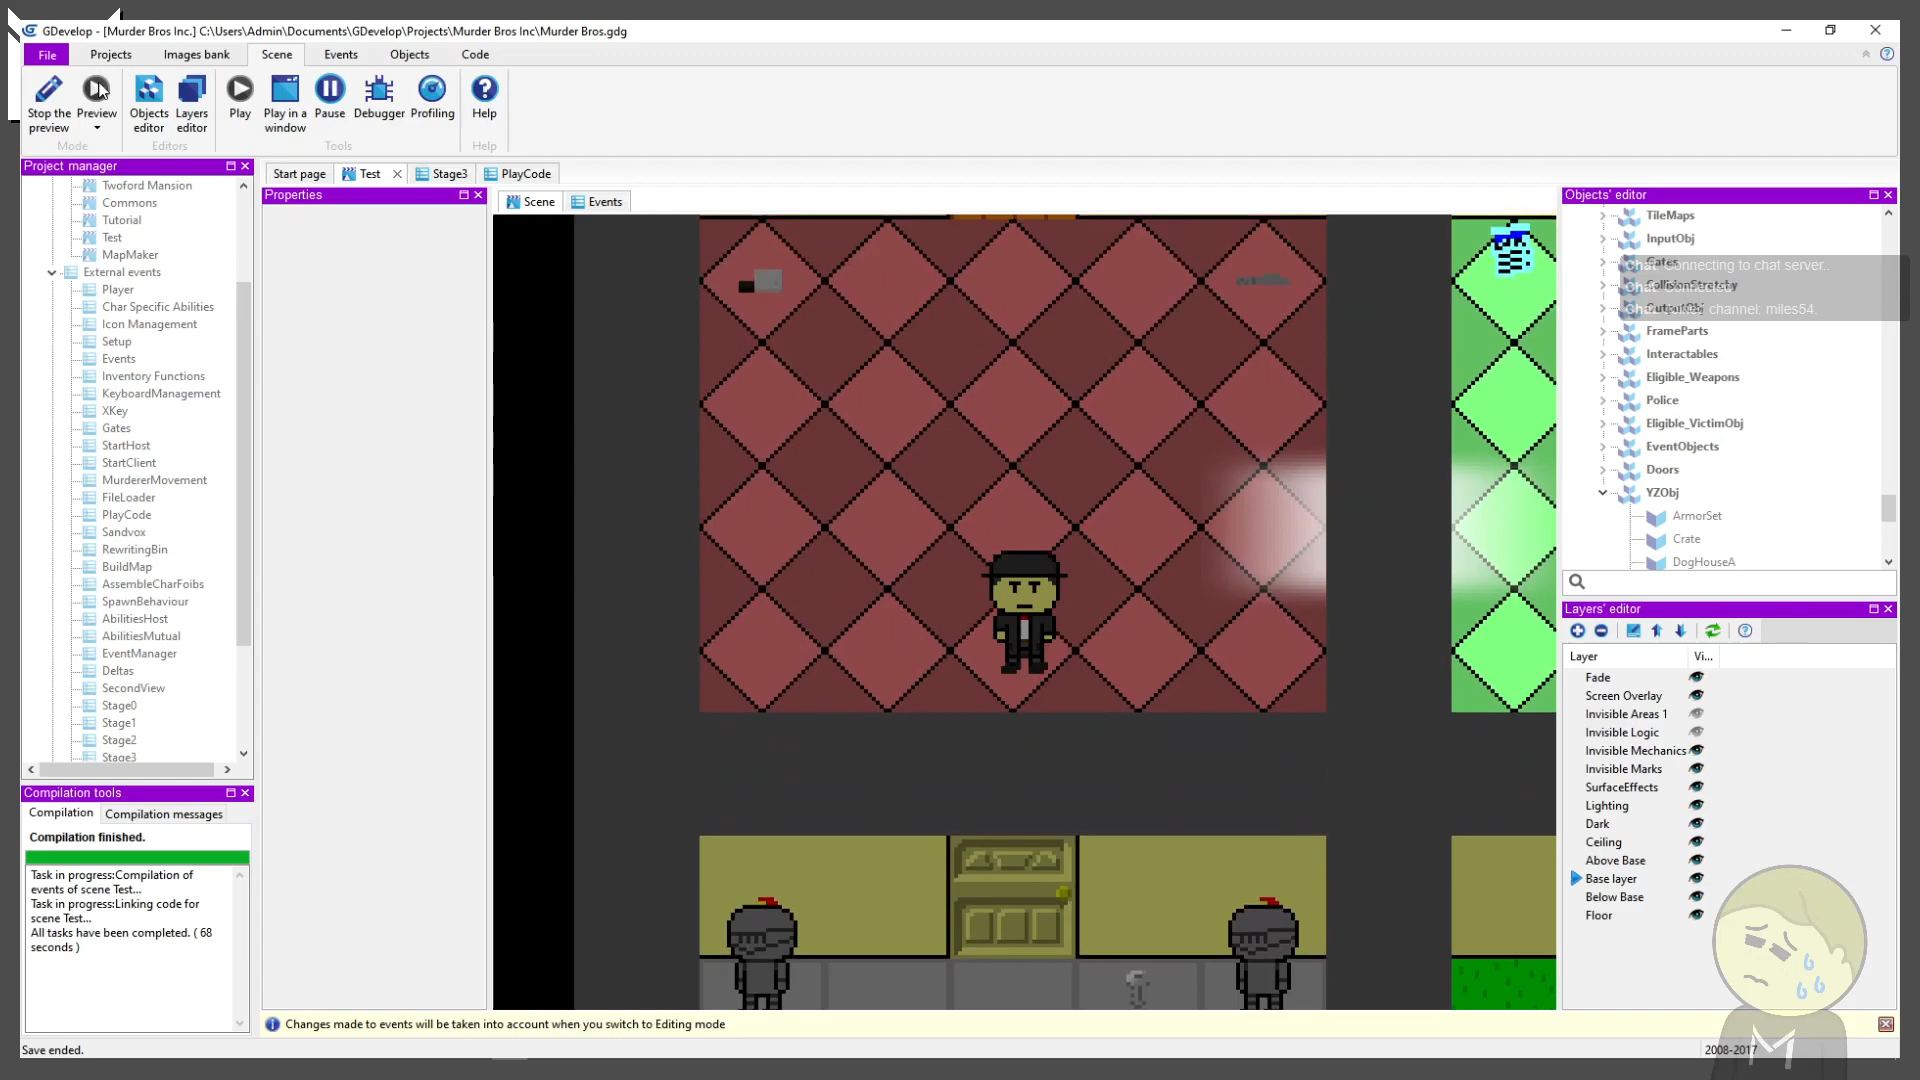 GDevelop - [Murder Bros Inc.] C:\Users\Admin\Documents\GDevelop\Projects\Murder Bros Inc\Murder Bros.gdg
File
Projects
Images bank
Scene
Events
Objects
Code
Stop the preview
Preview
Objects editor
Layers editor
Play
Play in a window
Pause
Debugger
Profiling
Help
Mode
Editors
Tools
Help
Project manager
Twoford Mansion
Commons
Tutorial
Test
MapMaker
External events
Player
Char Specific Abilities
Icon Management
Setup
Events
Inventory Functions
KeyboardManagement
XKey
Gates
StartHost
StartClient
MurdererMovement
FileLoader
PlayCode
Sandvox
RewritingBin
BuildMap
AssembleCharFoibs
SpawnBehaviour
AbilitiesHost
AbilitiesMutual
EventManager
Deltas
SecondView
Stage0
Stage1
Stage2
Stage3
Compilation tools
Compilation
Compilation messages
Compilation finished.
Task in progress:Compilation of
events of scene Test...
Task in progress:Linking code for
scene Test...
All tasks have been completed. ( 68
seconds )
Save ended.
Start page
Test
Stage3
PlayCode
Properties
Scene
Events
Changes made to events will be taken into account when you switch to Editing mode
Objects' editor
TileMaps
InputObj
Gates
Chat Connecting to chat server..
CollisionStretchy
OutputObj
channel: miles54.
FrameParts
Interactables
Eligible_Weapons
Police
Eligible_VictimObj
EventObjects
Doors
YZObj
ArmorSet
Crate
DogHouseA
Layers' editor
Layer
Vi...
Fade
Screen Overlay
Invisible Areas 1
Invisible Logic
Invisible Mechanics
Invisible Marks
SurfaceEffects
Lighting
Dark
Ceiling
Above Base
Base layer
Below Base
Floor
2008-2017